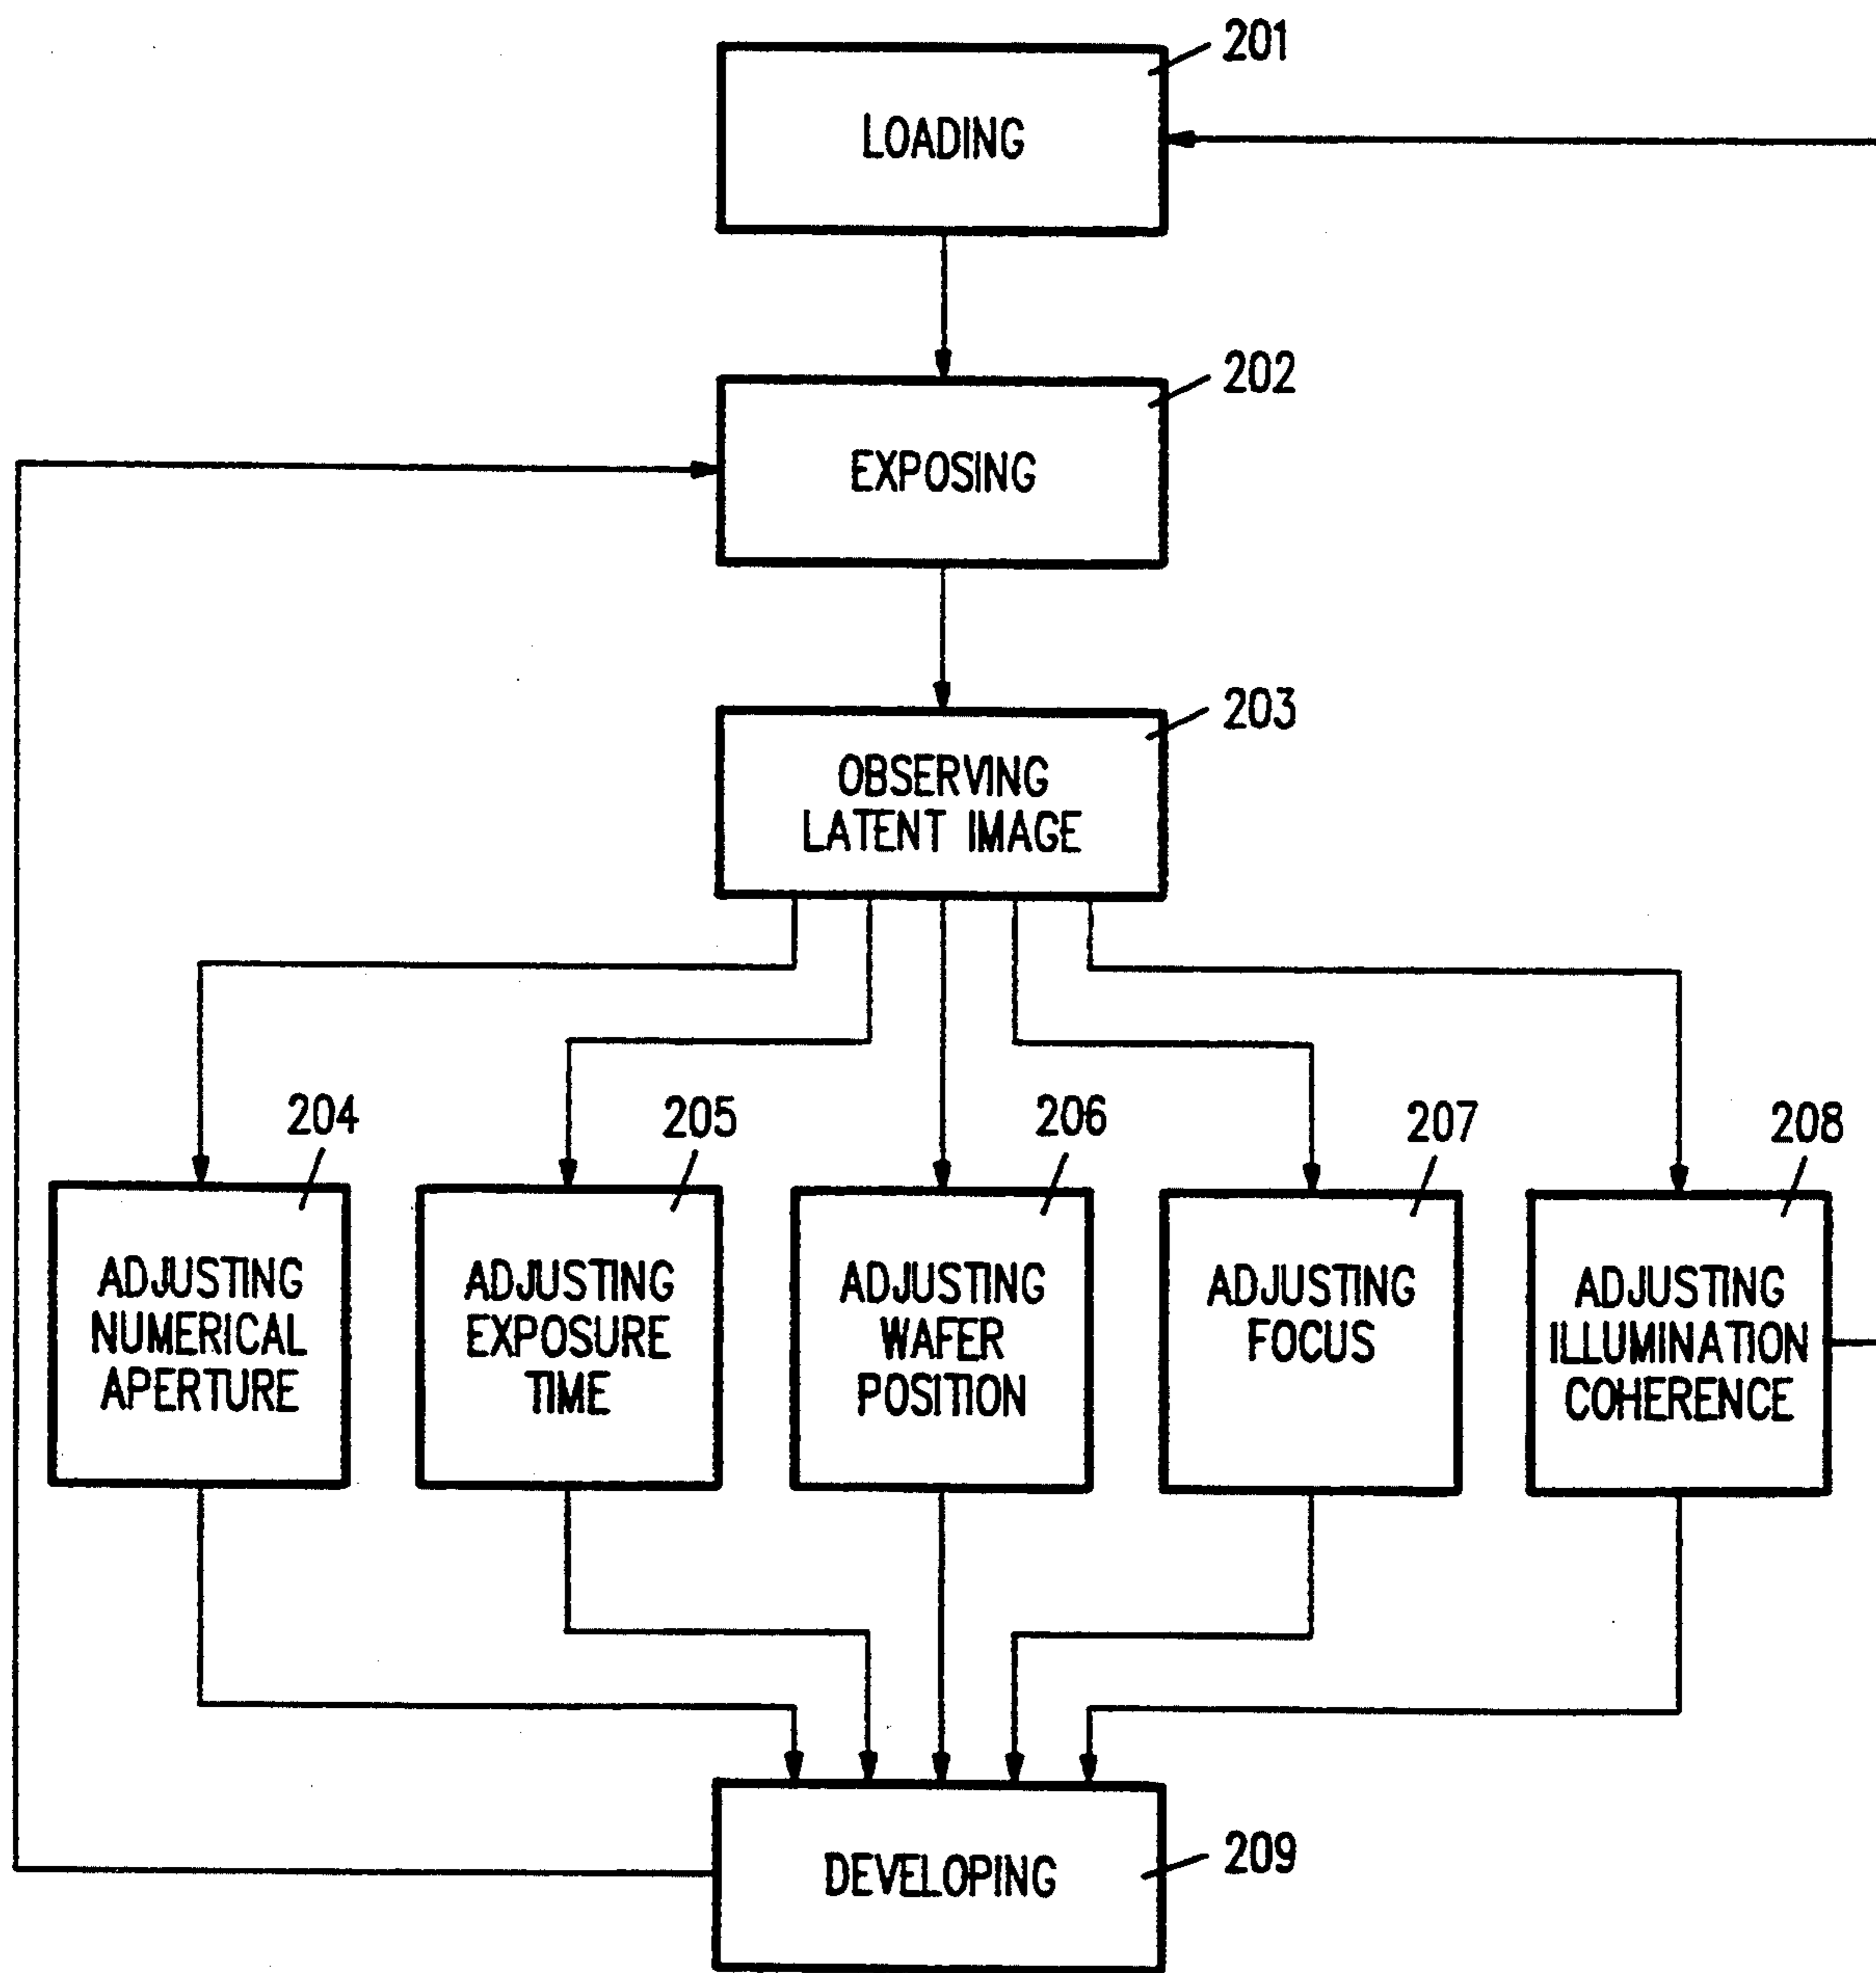 201
LOADING
202
EXPOSING
203
OBSERVING
LATENT IMAGE
204
ADJUSTING
NUMERICAL
APERTURE
205
ADJUSTING
EXPOSURE
TIME
206
ADJUSTING
WAFER
POSITION
207
ADJUSTING
FOCUS
208
ADJUSTING
ILLUMINATION
COHERENCE
209
DEVELOPING